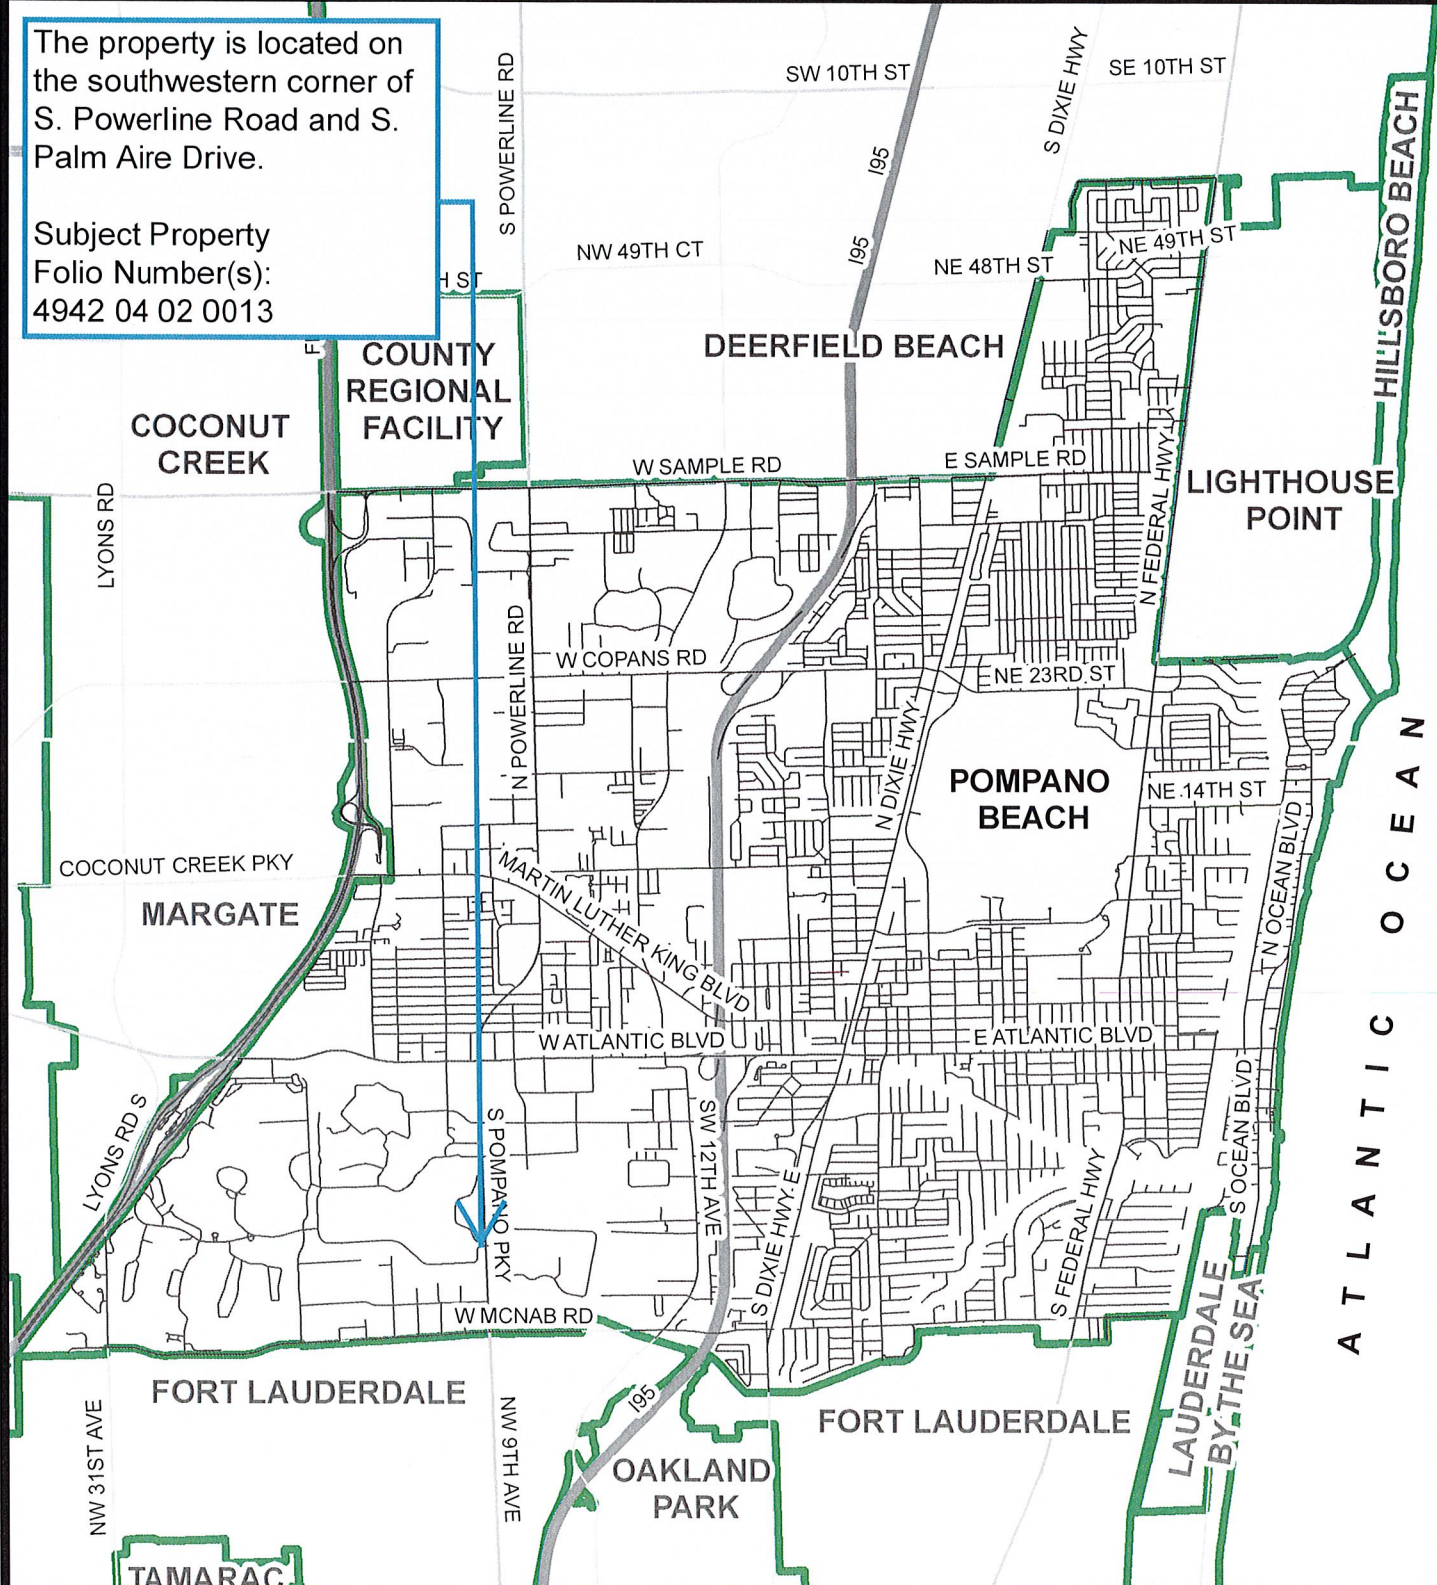 The property is located on
the southwestern corner of
S. Powerline Road and S.
Palm Aire Drive.
Subject Property
Folio Number(s):
4942 04 02 0013
S POWERLINE RD
SW 10TH ST
I95
S DIXIE HWY
SE 10TH ST
HILLSBORO BEACH
NW 49TH CT
I95
NE 48TH ST
NE 49TH ST
H ST
DEERFIELD BEACH
COUNTY
REGIONAL
FACILITY
COCONUT
CREEK
W SAMPLE RD
E SAMPLE RD
N FEDERAL HWY
LIGHTHOUSE
POINT
LYONS RD
N POWERLINE RD
W COPANS RD
NE 23RD ST
N DIXIE HWY
POMPANO
BEACH
NE 14TH ST
N OCEAN BLVD
ATLANTIC OCEAN
COCONUT CREEK PKY
MARGATE
MARTIN LUTHER KING BLVD
W ATLANTIC BLVD
E ATLANTIC BLVD
LYONS RD S
S POMPANO PKY
SW 12TH AVE
S DIXIE HWY E
S FEDERAL HWY
S OCEAN BLVD
W MCNAB RD
LAUDERDALE
BY THE SEA
FORT LAUDERDALE
I95
FORT LAUDERDALE
NW 31ST AVE
NW 9TH AVE
OAKLAND
PARK
TAMARAC